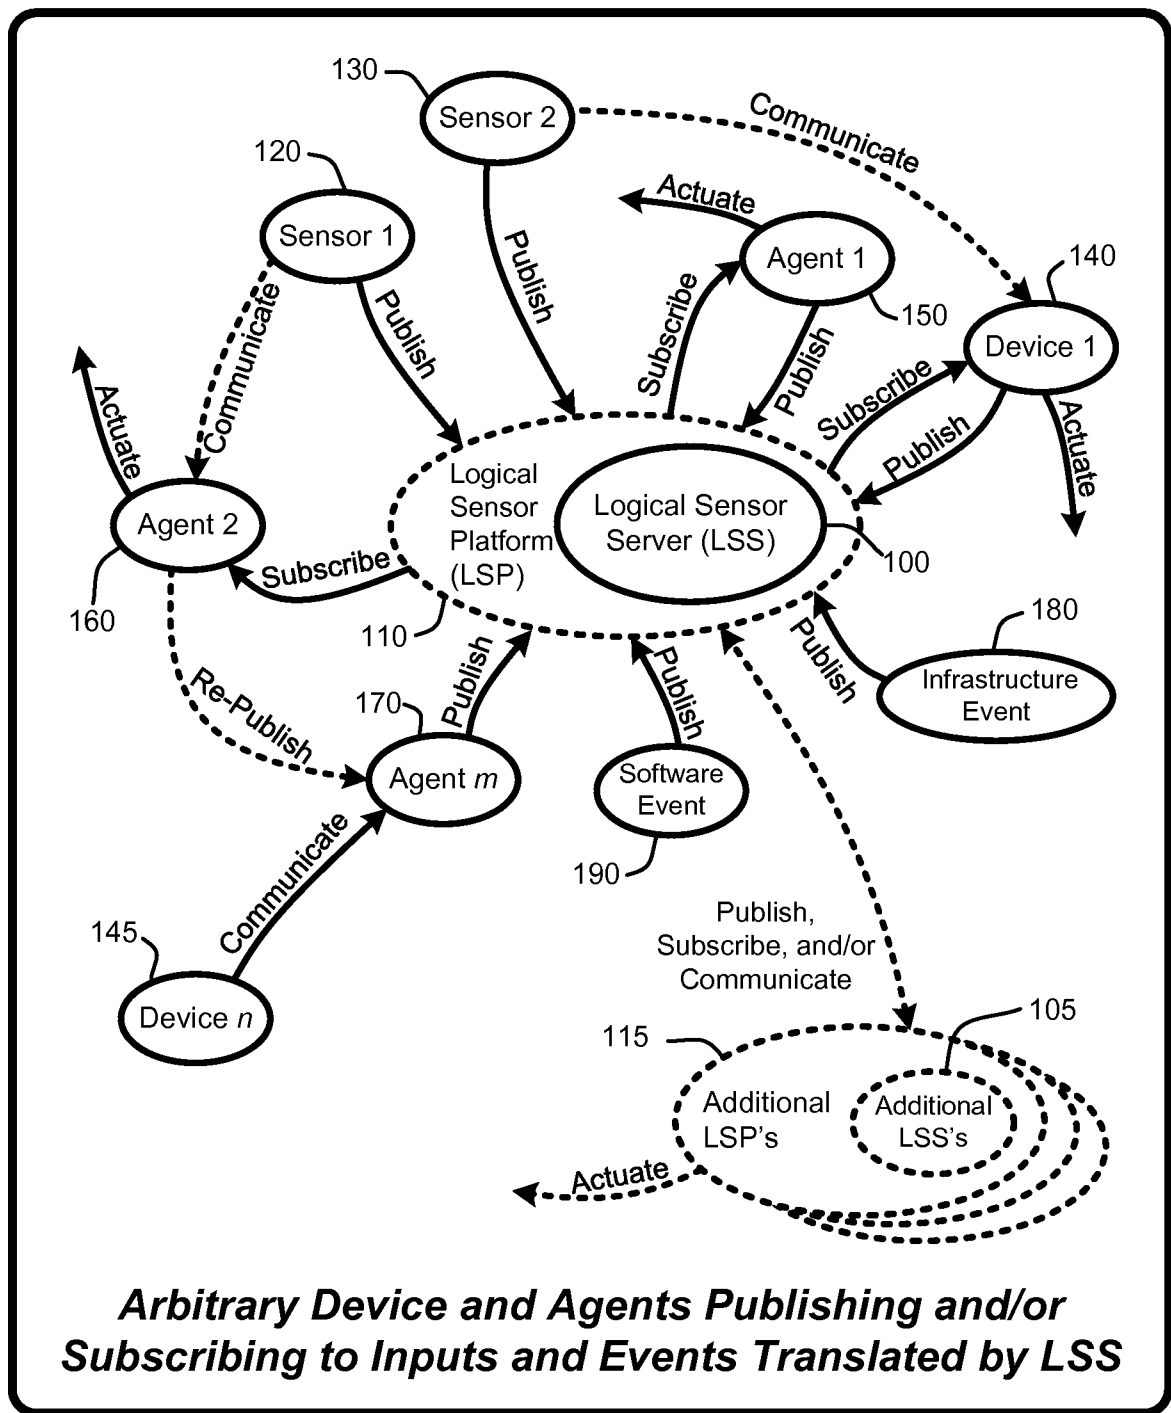 130
Sensor 2
Communicate
120
Actuate
Sensor 1
Agent 1
140
Publish
150
Device 1
Communicate
Publish
Subscribe
Publish
Subscribe
Publish
Actuate
Actuate
Logical
Sensor
Platform
(LSP)
Logical Sensor
Server (LSS)
Agent 2
100
Subscribe
160
110
180
Publish
Publish
Publish
Infrastructure
Event
Re-Publish
170
Agent m
Software
Event
190
Communicate
145
Device n
Publish,
Subscribe, and/or
Communicate
105
115
Additional
LSP's
Additional
LSS's
Actuate
Arbitrary Device and Agents Publishing and/or
Subscribing to Inputs and Events Translated by LSS